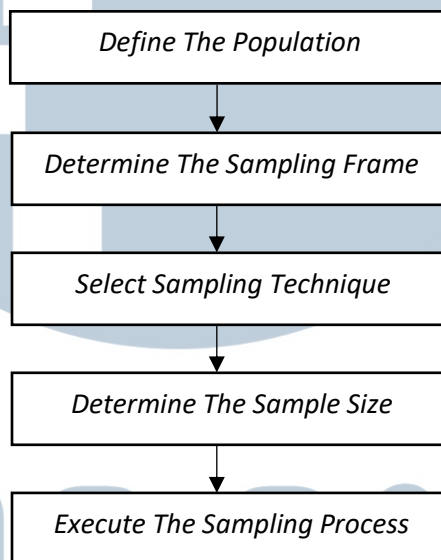 Define The Population
Determine The Sampling Frame
Select Sampling Technique
Determine The Sample Size
Execute The Sampling Process